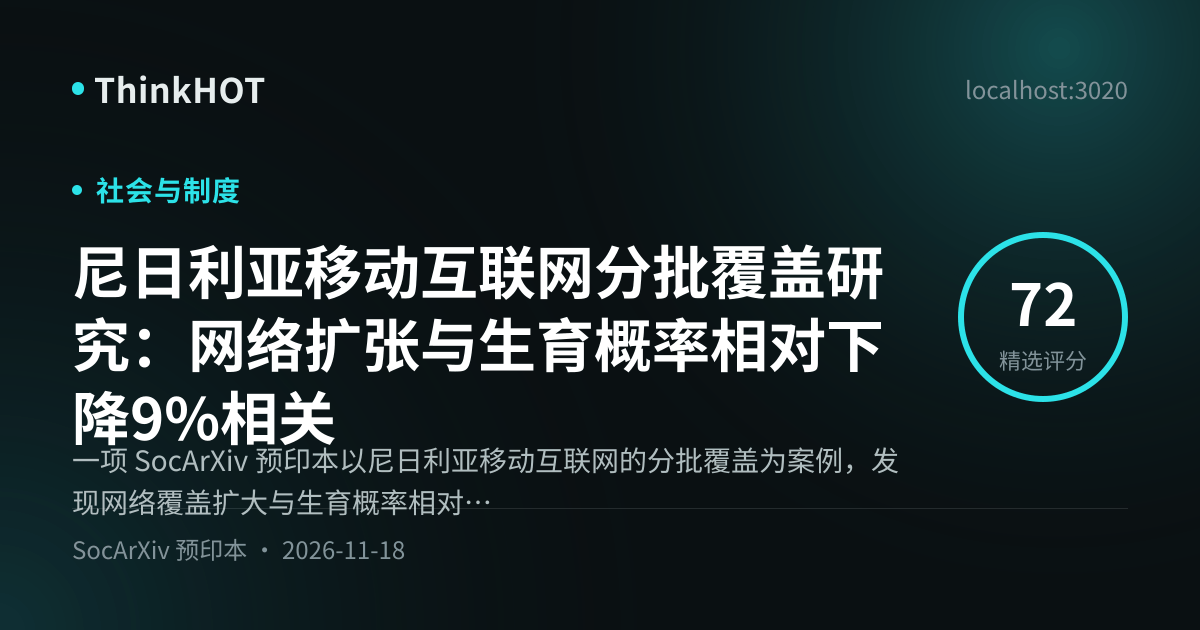 ThinkHOT
localhost:3020
社会与制度
尼日利亚移动互联网分批覆盖研
究：网络扩张与生育概率相对下
降9%相关
72
精选评分
一项 SocArXiv 预印本以尼日利亚移动互联网的分批覆盖为案例，发
现网络覆盖扩大与生育概率相对…
SocArXiv 预印本 · 2026-11-18